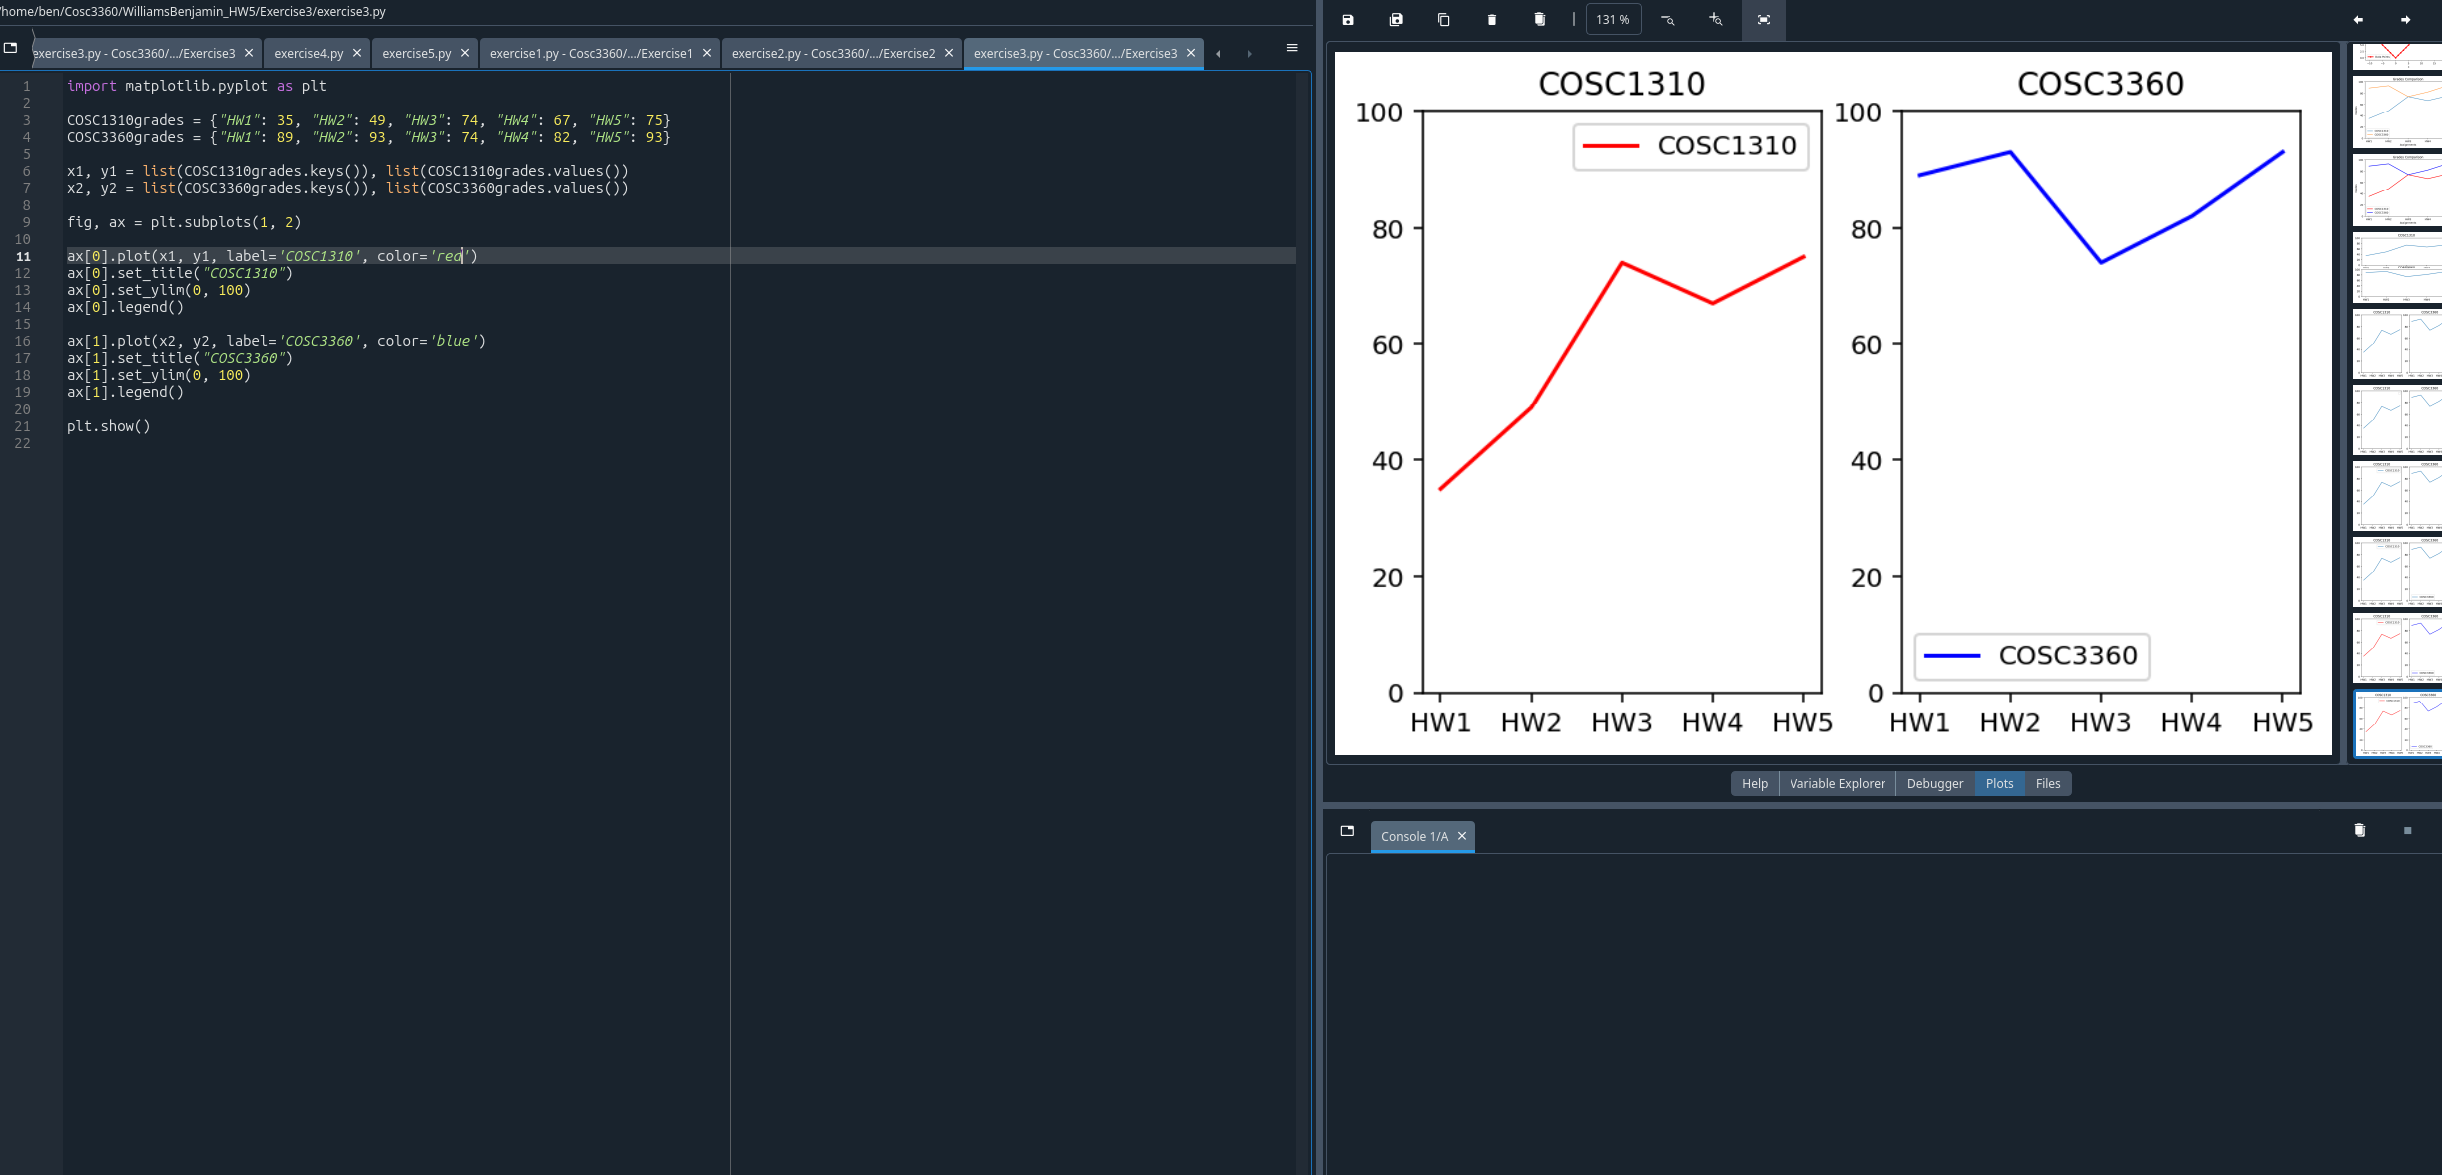 /home/ben/Cosc3360/WilliamsBenjamin_HW5/Exercise3/exercise3.py
exercise3.py - Cosc3360/.../Exercise3
exercise4.py
exercise5.py
exercise1.py - Cosc3360/.../Exercise1
exercise2.py - Cosc3360/.../Exercise2
exercise3.py - Cosc3360/.../Exercise3
1 import matplotlib.pyplot as plt
2
3 COSC1310grades = {"HW1": 35, "HW2": 49, "HW3": 74, "HW4": 67, "HW5": 75}
4 COSC3360grades = {"HW1": 89, "HW2": 93, "HW3": 74, "HW4": 82, "HW5": 93}
5
6 x1, y1 = list(COSC1310grades.keys()), list(COSC1310grades.values())
7 x2, y2 = list(COSC3360grades.keys()), list(COSC3360grades.values())
8
9 fig, ax = plt.subplots(1, 2)
10
11 ax[0].plot(x1, y1, label='COSC1310', color='red')
12 ax[0].set_title("COSC1310")
13 ax[0].set_ylim(0, 100)
14 ax[0].legend()
15
16 ax[1].plot(x2, y2, label='COSC3360', color='blue')
17 ax[1].set_title("COSC3360")
18 ax[1].set_ylim(0, 100)
19 ax[1].legend()
20
21 plt.show()
22
131 %
COSC1310
100
80
60
40
20
0
COSC1310
HW1 HW2 HW3 HW4 HW5
COSC3360
100
80
60
40
20
0
COSC3360
HW1 HW2 HW3 HW4 HW5
Help Variable Explorer Debugger Plots Files
Console 1/A